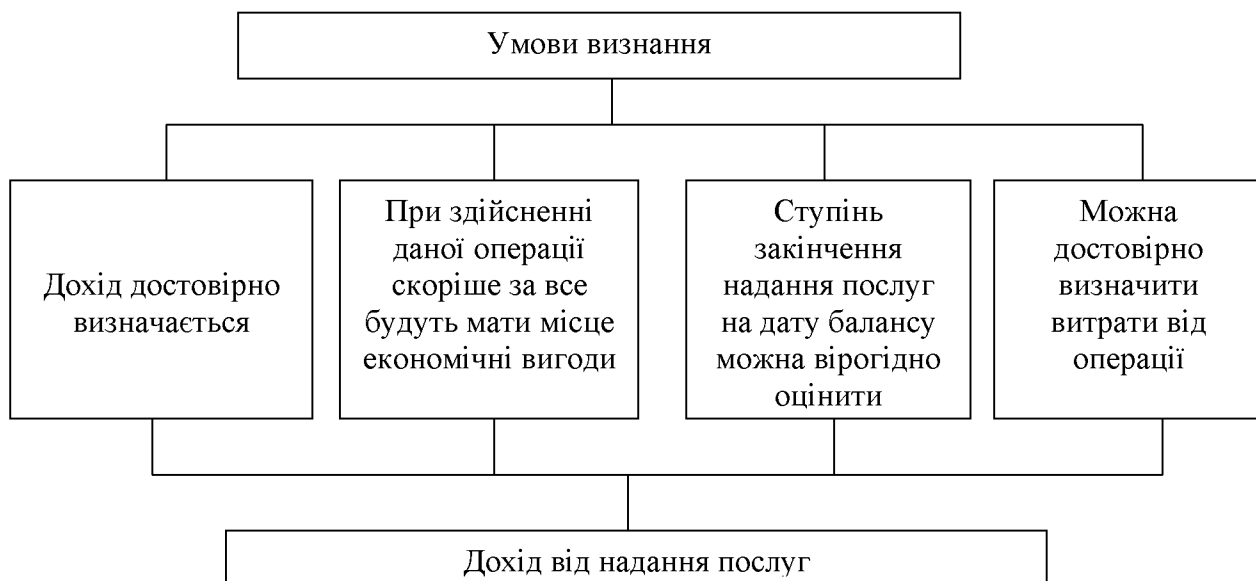 Умови визнання
Дохід достовірно
визначається
При здійсненні
даної операції
скоріше за все
будуть мати місце
економічні вигоди
Ступінь
закінчення
надання послуг
на дату балансу
можна вірогідно
оцінити
Можна
достовірно
визначити
витрати від
операції
Дохід від надання послуг